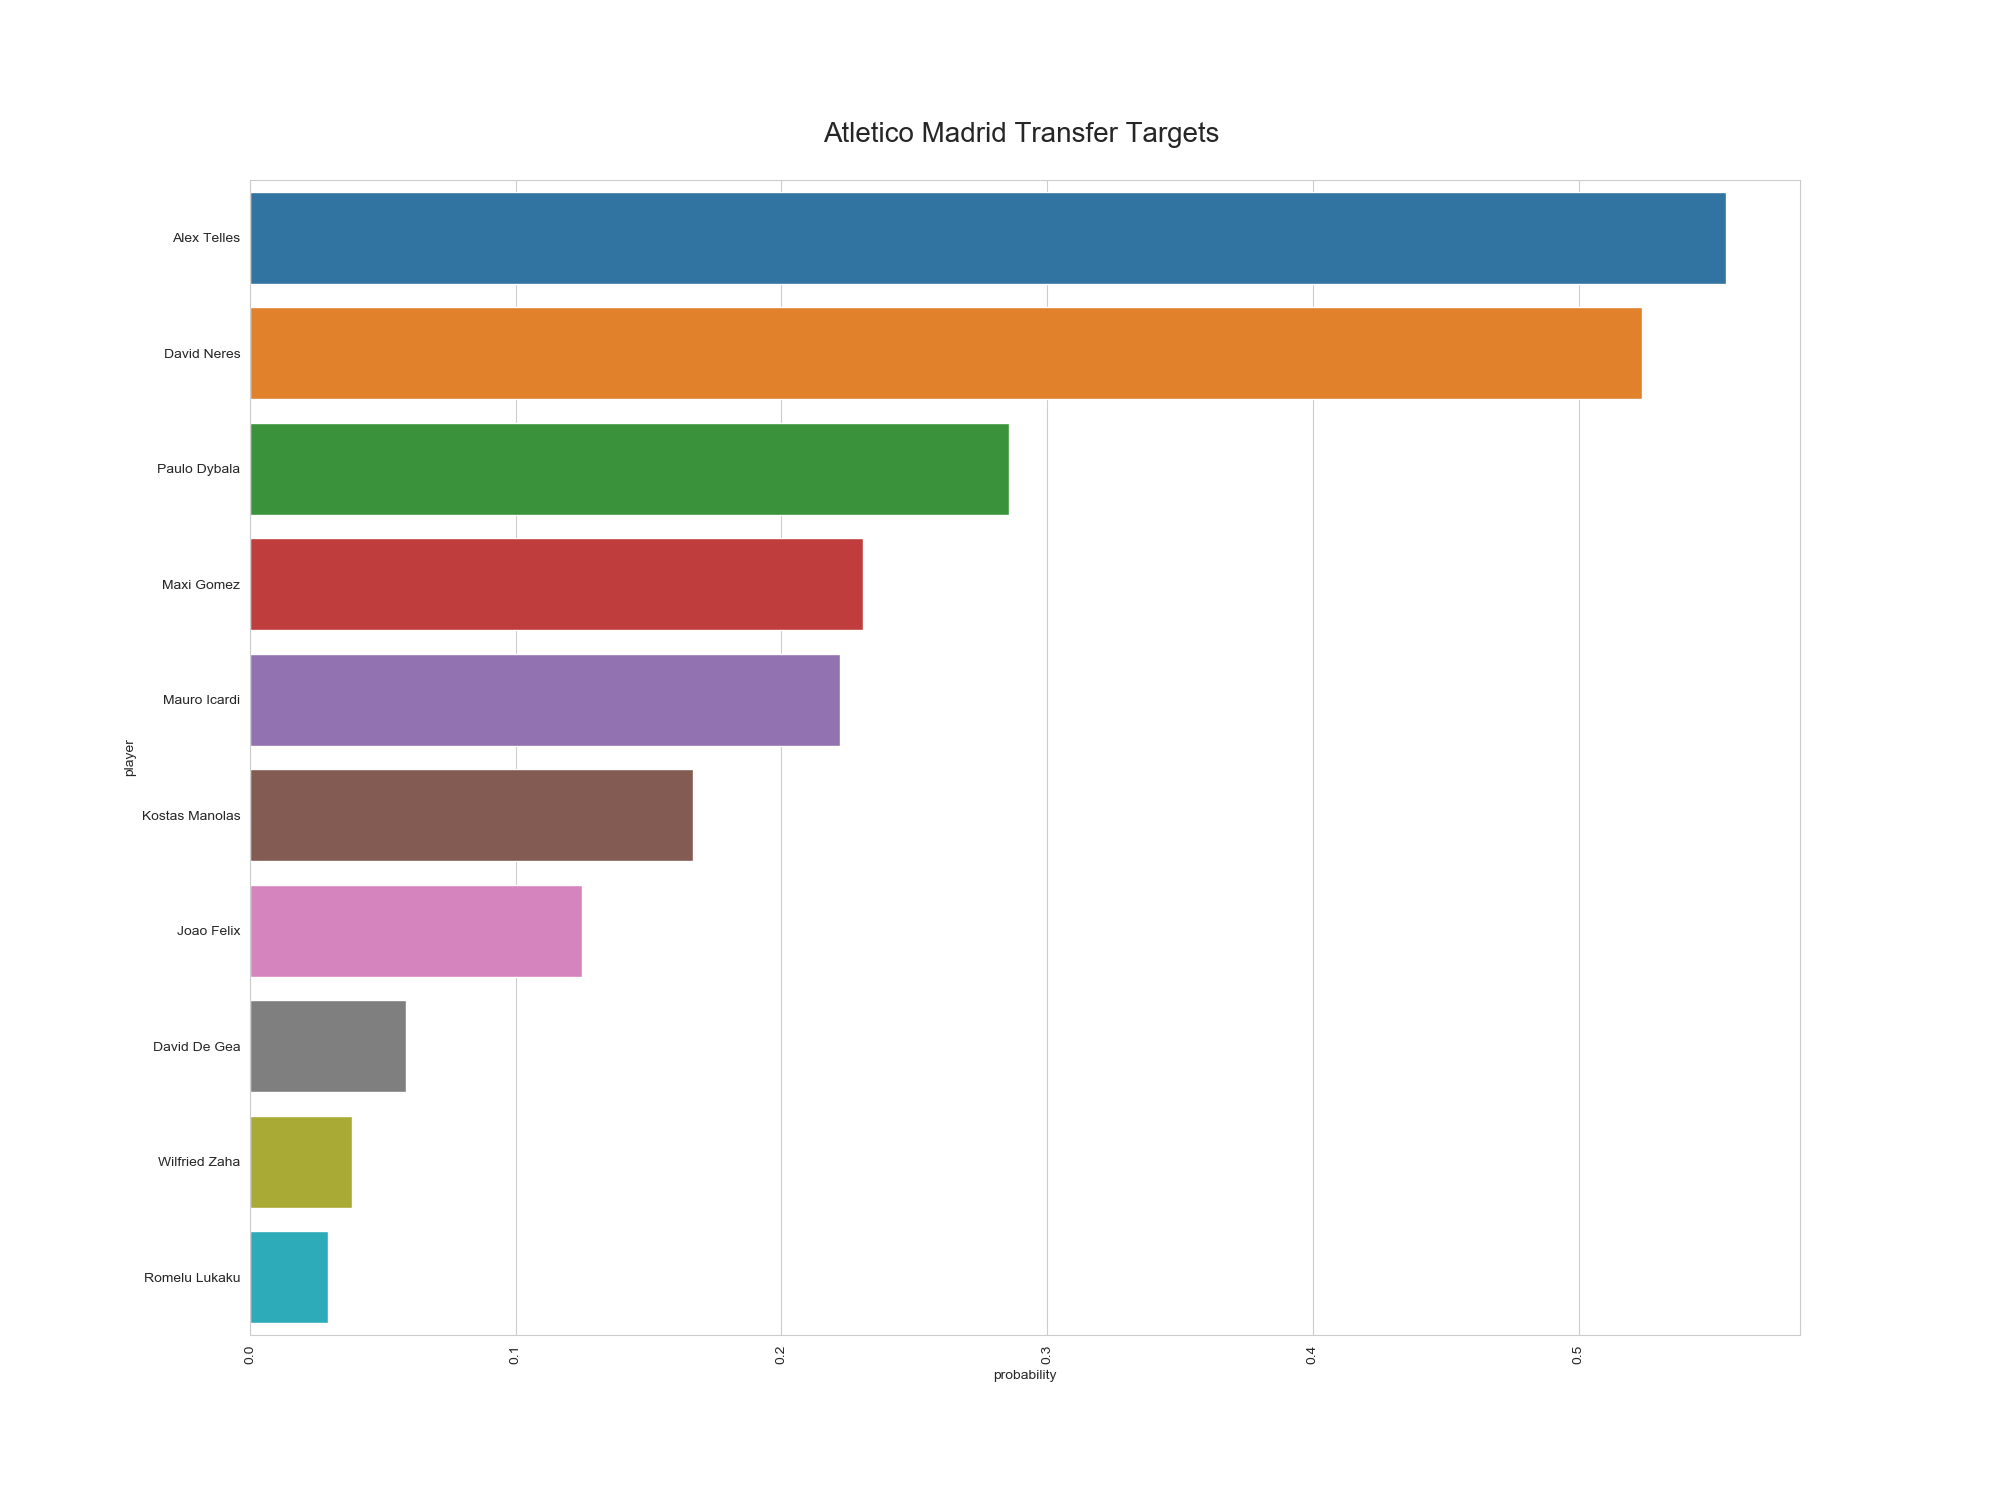 Atletico Madrid Transfer Targets
Alex Telles
David Neres
Paulo Dybala
Maxi Gomez
Mauro Icardi
player
Kostas Manolas
Joao Felix
David De Gea
Wilfried Zaha
Romelu Lukaku
0.0 0.1 0.2 0.3 0.4 0.5
probability